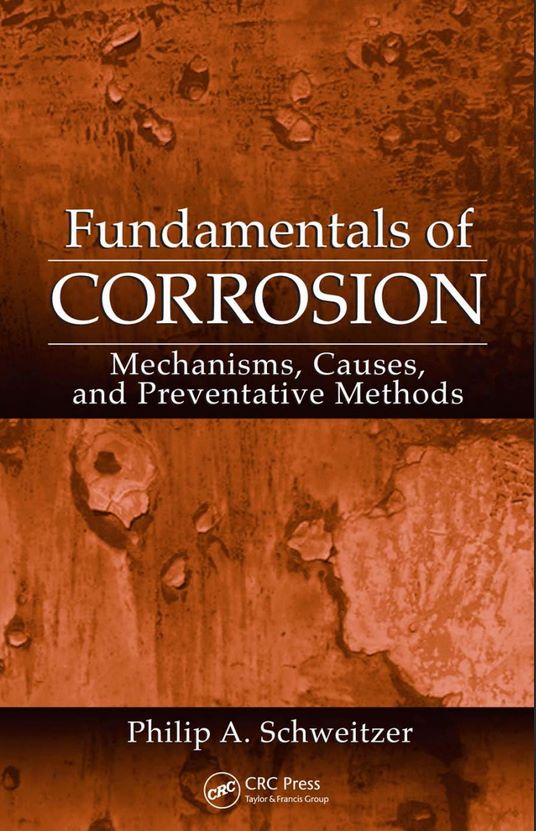 Fundamentals of
CORROSION
Mechanisms, Causes,
and Preventative Methods
Philip A. Schweitzer
CRC
CRC Press
Taylor & Francis Group